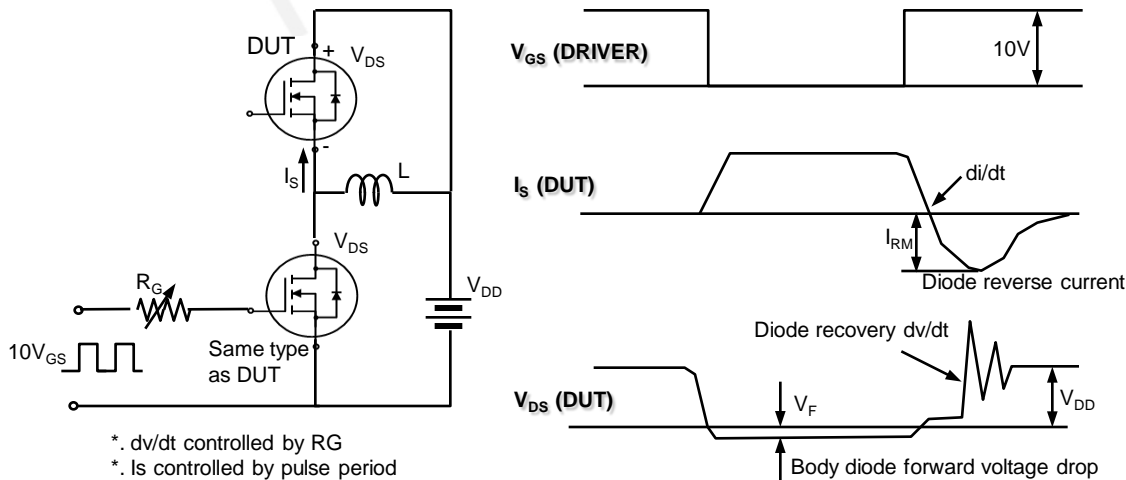 DUT
+
V_DS
-
I_S
L
V_DS
R_G
V_DD
10V_GS
Same type
as DUT
*. dv/dt controlled by RG
*. Is controlled by pulse period
V_GS (DRIVER)
10V
I_S (DUT)
di/dt
I_RM
Diode reverse current
Diode recovery dv/dt
V_DS (DUT)
V_F
V_DD
Body diode forward voltage drop